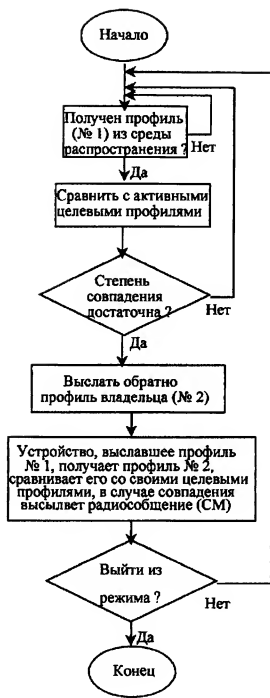 Начало
Получен профиль
(№ 1) из среды
распространения ?
Нет
Да
Сравнить с активными
целевыми профилями
Степень
совпадения
достаточна ?
Нет
Да
Выслать обратно
профиль владельца (№ 2)
Устройство, выславшее профиль
№ 1, получает профиль № 2,
сравнивает его со своими целевыми
профилями, в случае совпадения
высылвет радиосообщение (СМ)
Выйти из
режима ?
Нет
Да
Конец